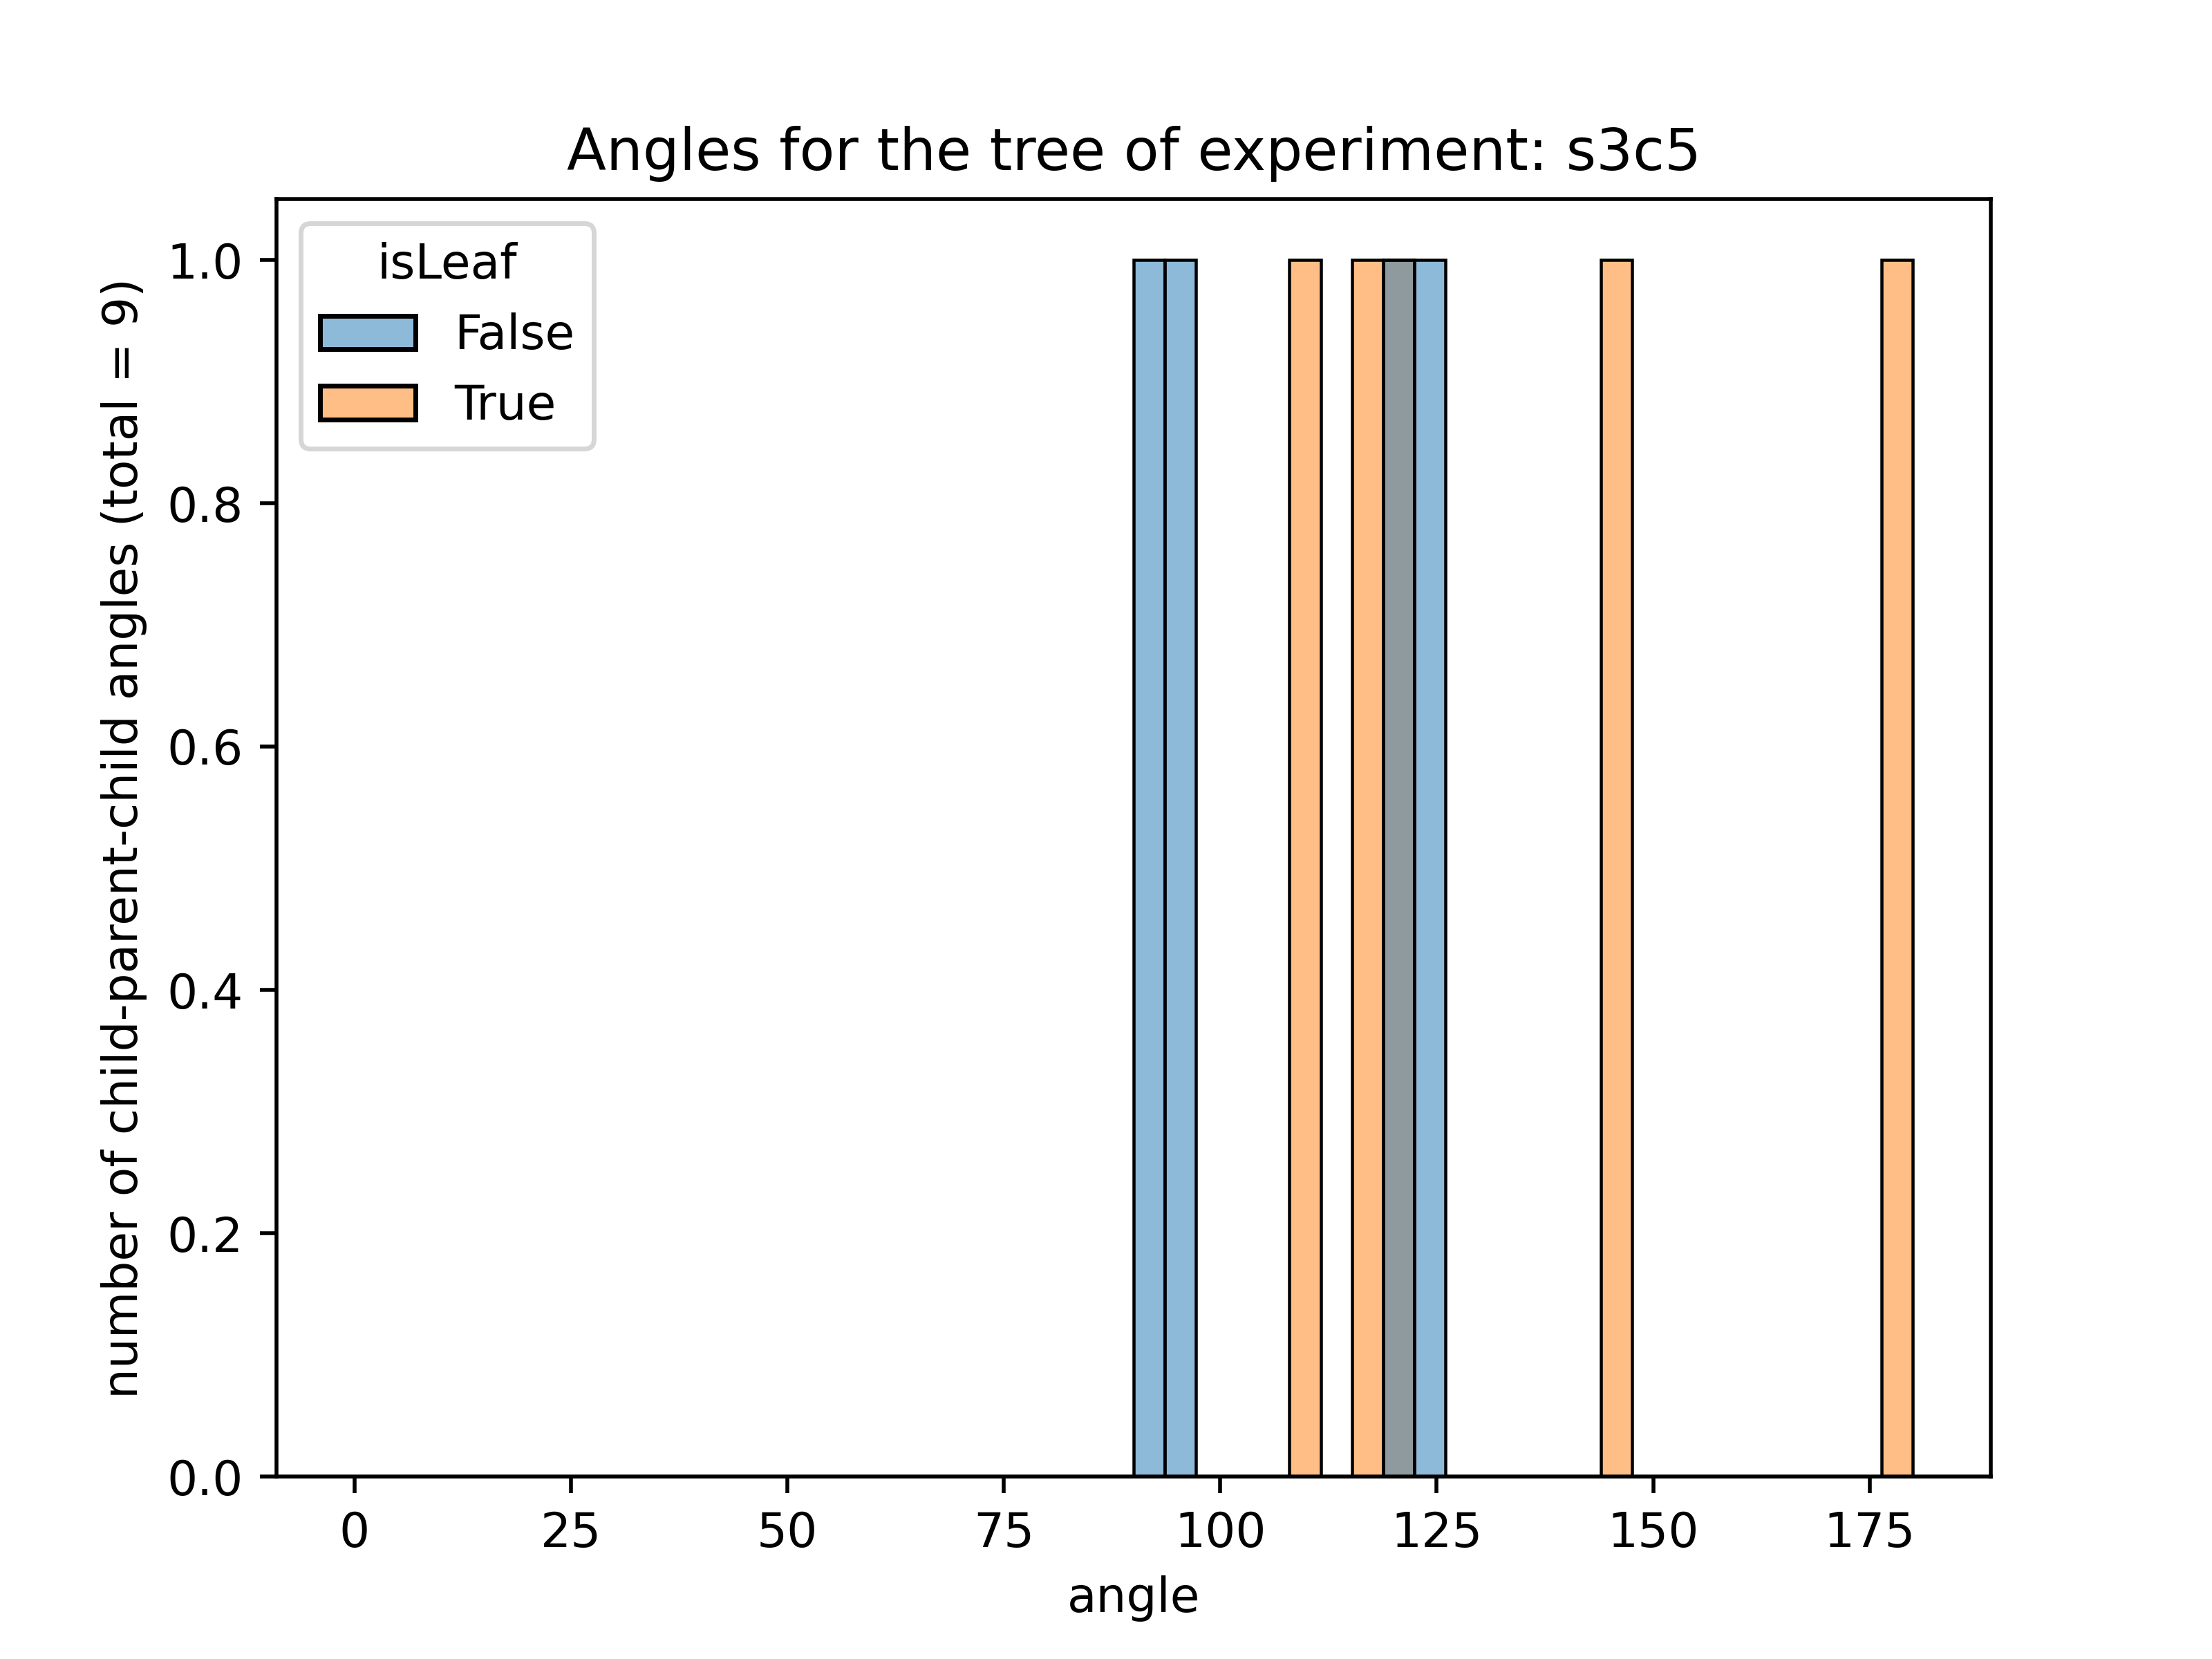 Angles for the tree of experiment: s3c5
isLeaf
False
True
number of child-parent-child angles (total = 9)
1.0
0.8
0.6
0.4
0.2
0.0
0 25 50 75 100 125 150 175
angle